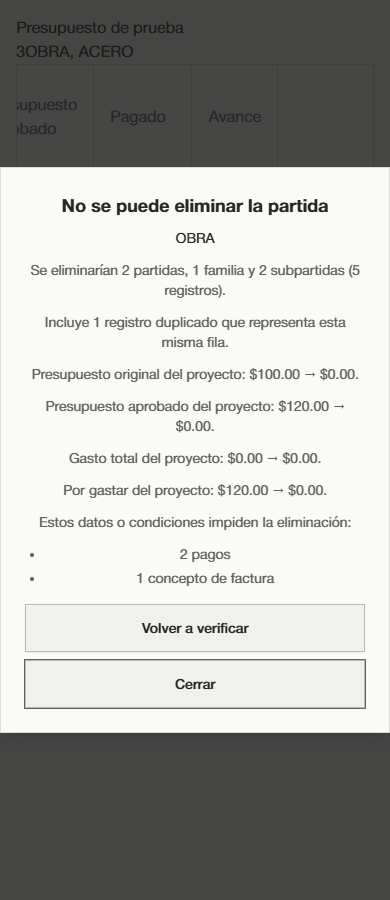 Presupuesto de prueba
3OBRA, ACERO
Pagado
Avance
No se puede eliminar la partida
OBRA
Se eliminarían 2 partidas, 1 familia y 2 subpartidas (5
registros).
Incluye 1 registro duplicado que representa esta
misma fila.
Presupuesto original del proyecto: $100.00 → $0.00.
Presupuesto aprobado del proyecto: $120.00 →
$0.00.
Gasto total del proyecto: $0.00 → $0.00.
Por gastar del proyecto: $120.00 → $0.00.
Estos datos o condiciones impiden la eliminación:
• 2 pagos
• 1 concepto de factura
Volver a verificar
Cerrar